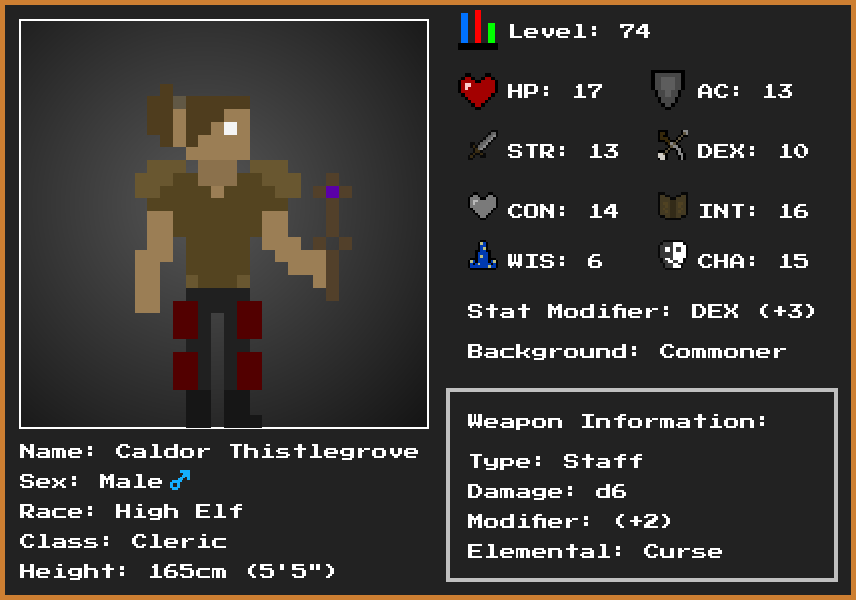 Level: 74
HP: 17
AC: 13
STR: 13
DEX: 10
CON: 14
INT: 16
WIS: 6
CHA: 15
Stat Modifier: DEX (+3)
Background: Commoner
Weapon Information:
Type: Staff
Damage: d6
Modifier: (+2)
Elemental: Curse
Name: Caldor Thistlegrove
Sex: Male♂
Race: High Elf
Class: Cleric
Height: 165cm (5'5")